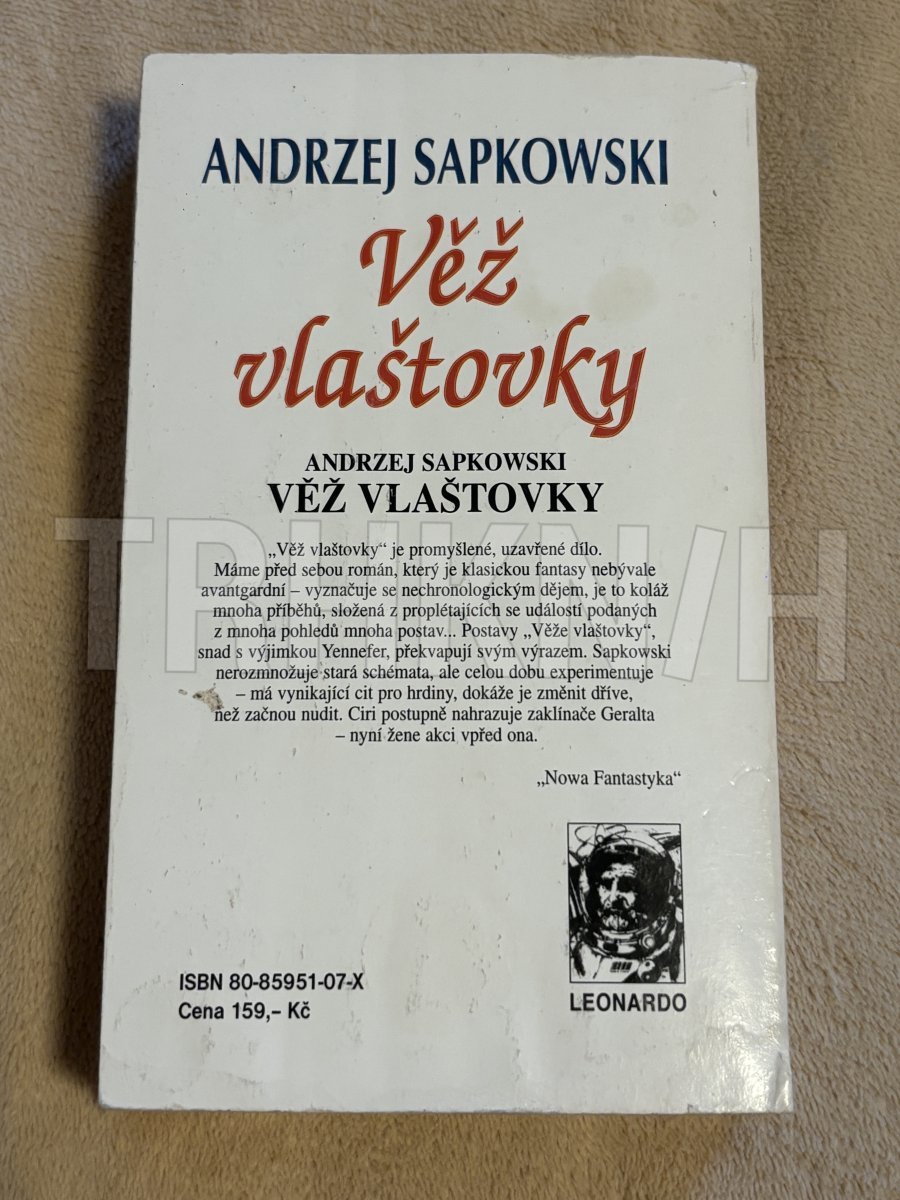 ANDRZEJ SAPKOWSKI
Věž
vlaštovky
ANDRZEJ SAPKOWSKI
VĚŽ VLAŠTOVKY
„Věž vlaštovky“ je promyšlené, uzavřené dílo.
Máme před sebou román, který je klasickou fantasy nebývale
avantgardní – vyznačuje se nechronologickým dějem, je to koláž
mnoha příběhů, složená z proplétajících se událostí podaných
z mnoha pohledů mnoha postav... Postavy „Věže vlaštovky“,
snad s výjimkou Yennefer, překvapují svým výrazem. Sapkowski
nerozmnožuje stará schémata, ale celou dobu experimentuje
– má vynikající cit pro hrdiny, dokáže je změnit dříve,
než začnou nudit. Ciri postupně nahrazuje zaklínače Geralta
– nyní žene akci vpřed ona.
„Nowa Fantastyka“
ISBN 80-85951-07-X
Cena 159,– Kč
LEONARDO
TRHKNIH